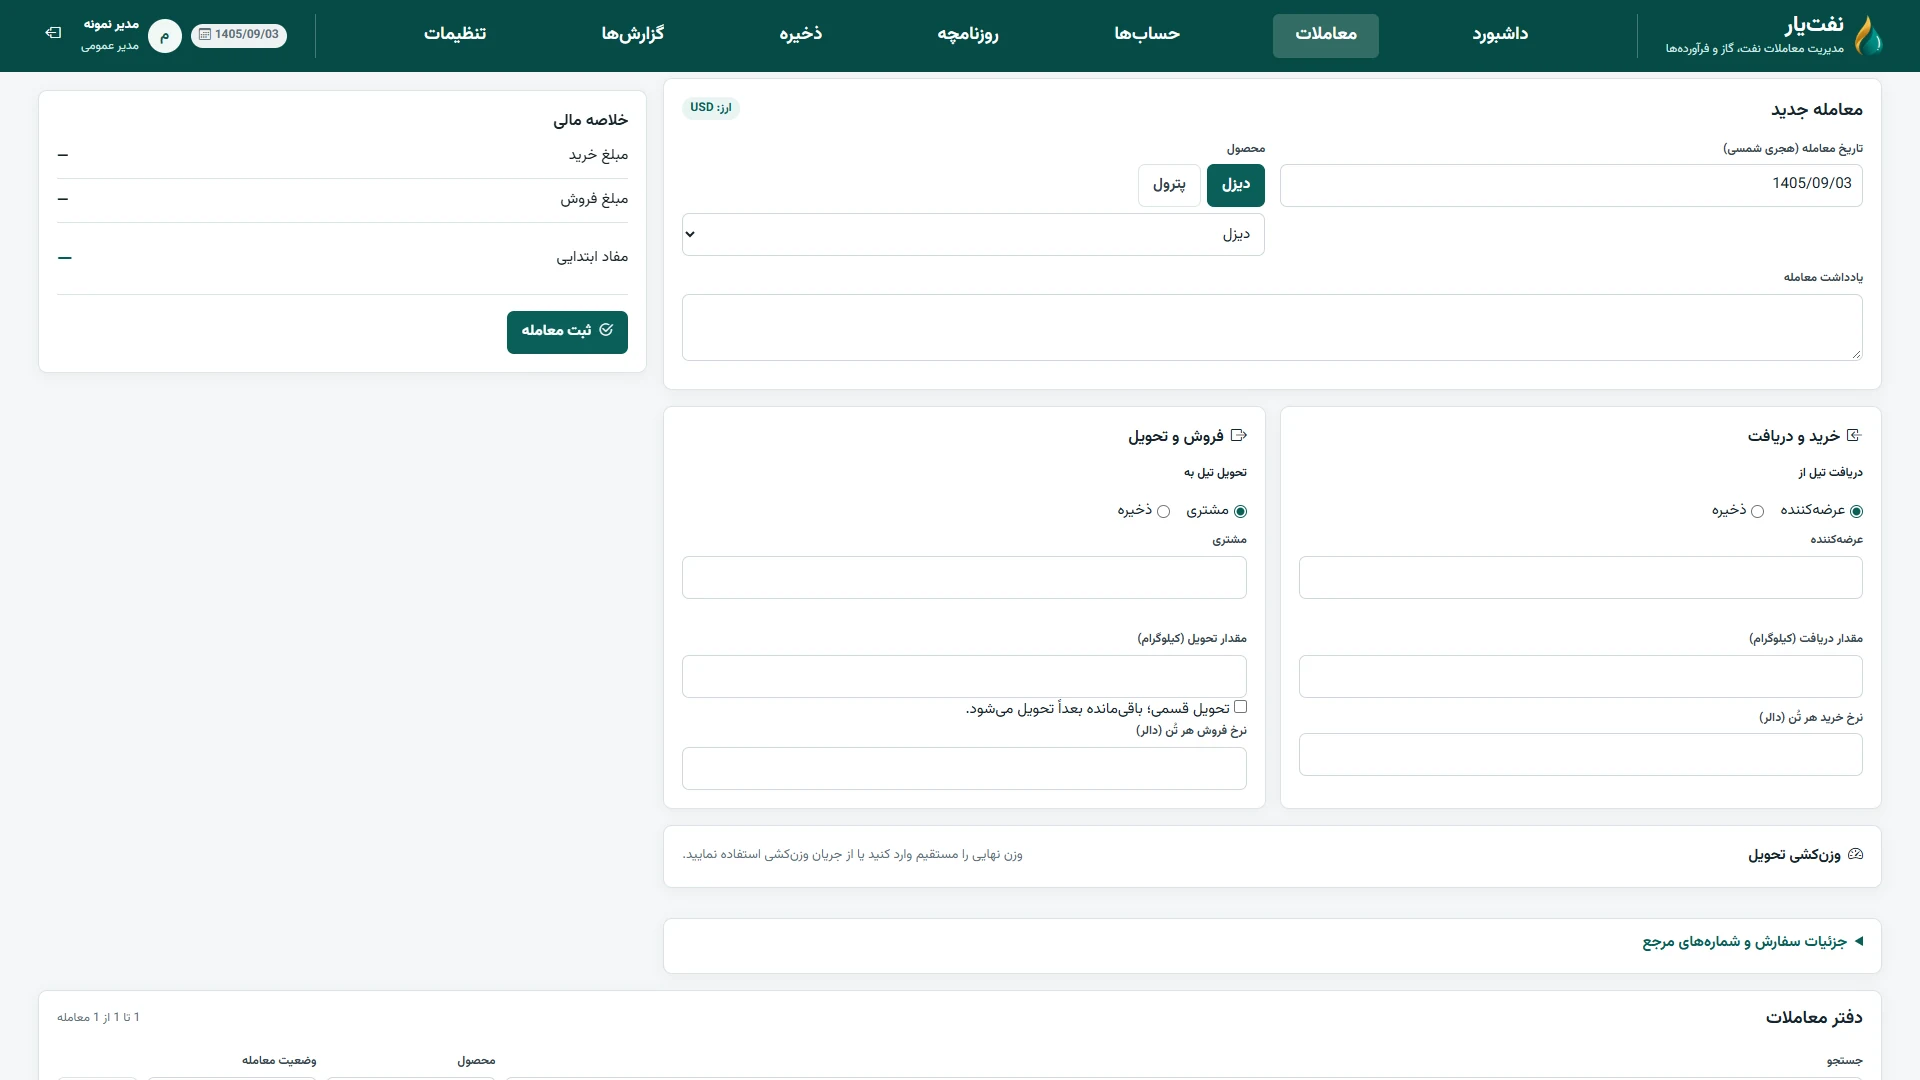 نفت‌یار
مدیریت معاملات نفت، گاز و فرآورده‌ها
داشبورد
معاملات
حساب‌ها
روزنامچه
ذخیره
گزارش‌ها
تنظیمات
1405/09/03
م
مدیر نمونه
مدیر عمومی
معامله جدید
ارز: USD
تاریخ معامله (هجری شمسی)
1405/09/03
محصول
دیزل
پترول
دیزل
یادداشت معامله
خرید و دریافت
دریافت تیل از
عرضه‌کننده
ذخیره
عرضه‌کننده
مقدار دریافت (کیلوگرام)
نرخ خرید هر تُن (دالر)
فروش و تحویل
تحویل تیل به
مشتری
ذخیره
مشتری
مقدار تحویل (کیلوگرام)
تحویل قسمی؛ باقی‌مانده بعداً تحویل می‌شود.
نرخ فروش هر تُن (دالر)
وزن‌کشی تحویل
وزن نهایی را مستقیم وارد کنید یا از جریان وزن‌کشی استفاده نمایید.
جزئیات سفارش و شماره‌های مرجع
خلاصه مالی
مبلغ خرید
—
مبلغ فروش
—
مفاد ابتدایی
—
ثبت معامله
دفتر معاملات
1 تا 1 از 1 معامله
جستجو
محصول
وضعیت معامله